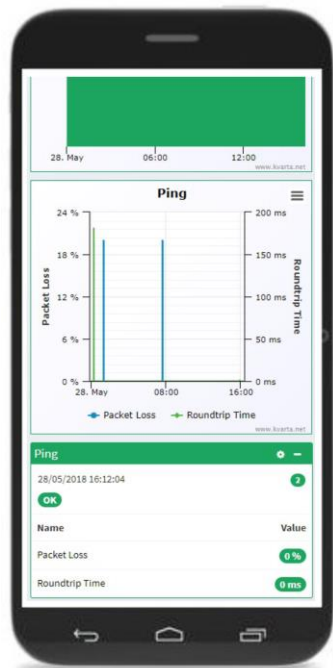 28. May 06:00 12:00
www.kvarta.net
Ping
24 % 200 ms
18 % 150 ms
12 % 100 ms
6 % 50 ms
0 % 0 ms
Packet Loss
Roundtrip Time
28. May 08:00 16:00
Packet Loss Roundtrip Time
www.kvarta.net
Ping
28/05/2018 16:12:04 2
OK
Name Value
Packet Loss 0 %
Roundtrip Time 0 ms